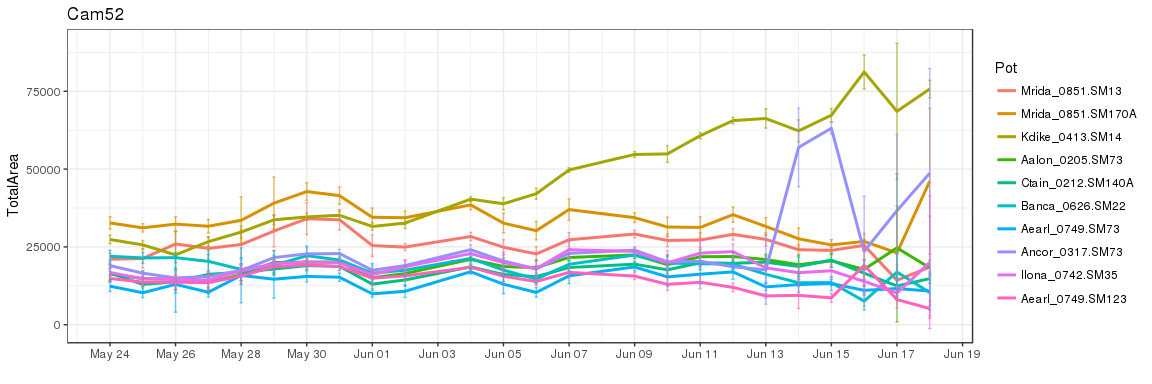 Cam52
TotalArea
75000
50000
25000
0
May 24 May 26 May 28 May 30 Jun 01 Jun 03 Jun 05 Jun 07 Jun 09 Jun 11 Jun 13 Jun 15 Jun 17 Jun 19
Pot
Mrida_0851.SM13
Mrida_0851.SM170A
Kdike_0413.SM14
Aalon_0205.SM73
Ctain_0212.SM140A
Banca_0626.SM22
Aearl_0749.SM73
Ancor_0317.SM73
Ilona_0742.SM35
Aearl_0749.SM123